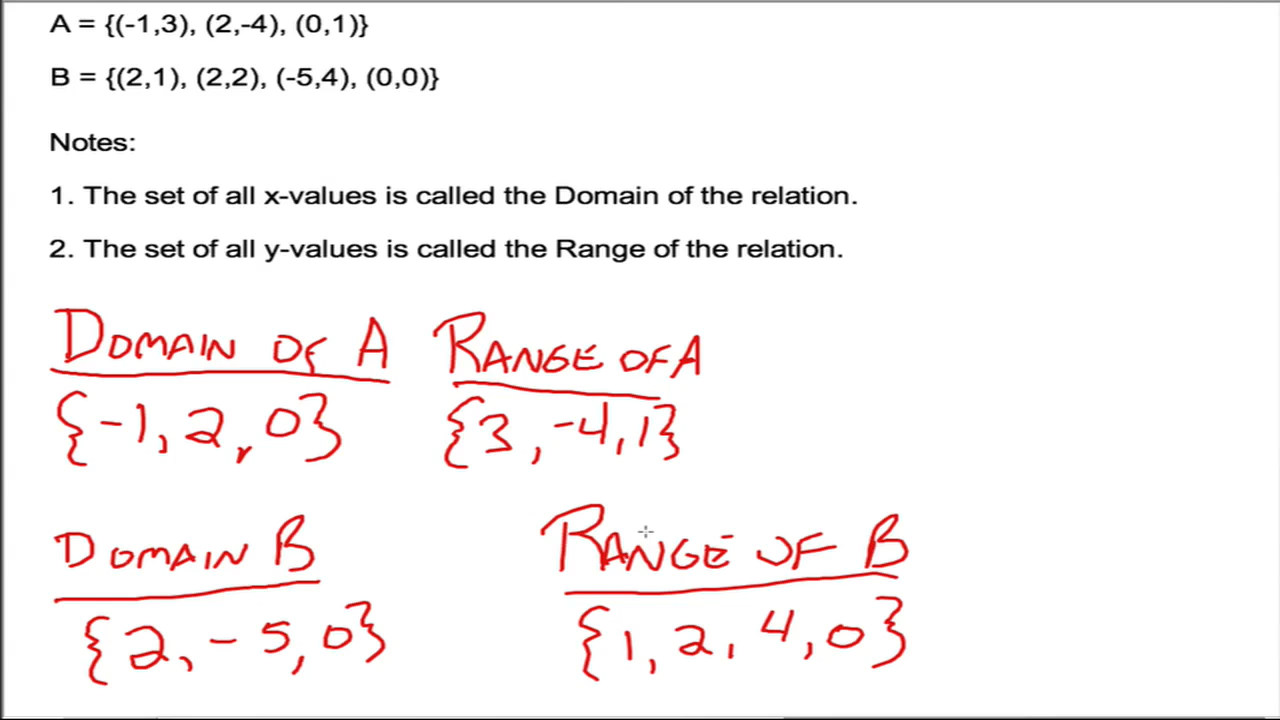 A = {(-1,3), (2,-4), (0,1)}
B = {(2,1), (2,2), (-5,4), (0,0)}
Notes:
1. The set of all x-values is called the Domain of the relation.
2. The set of all y-values is called the Range of the relation.
DOMAIN OF A RANGE OF A
{-1, 2, 0} {3, -4, 1}
DOMAIN B RANGE OF B
{2, -5, 0} {1, 2, 4, 0}